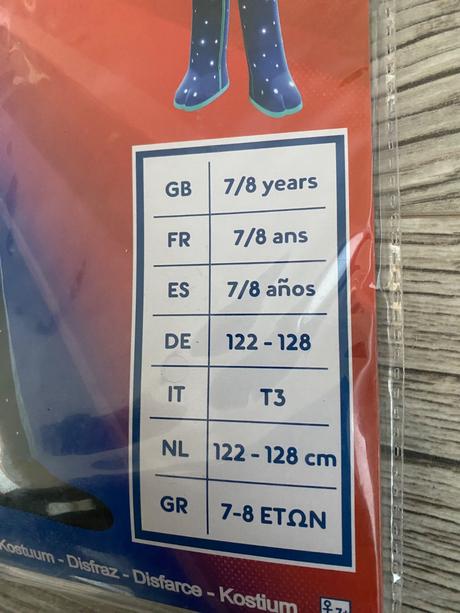 GB 7/8 years
FR 7/8 ans
ES 7/8 años
DE 122 - 128
IT T3
NL 122 - 128 cm
GR 7-8 ΕΤΩΝ
Kostuum - Disfraz - Disfarce - Kostium